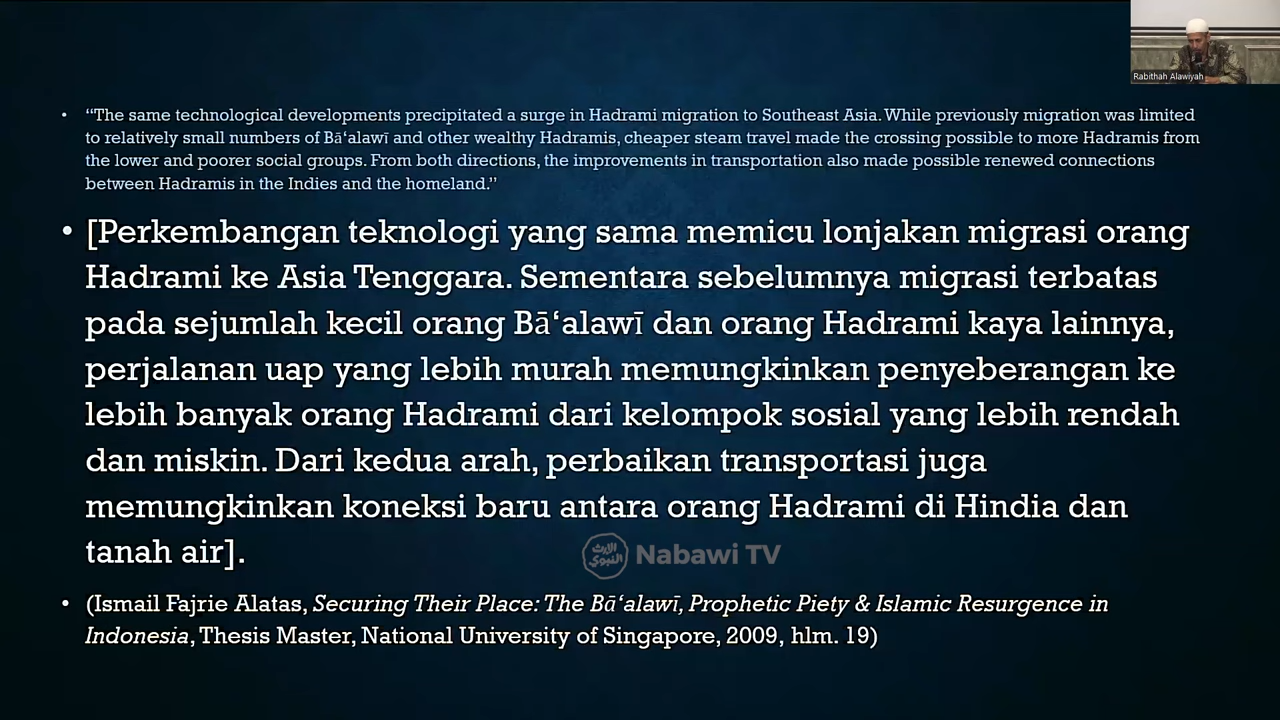 Rabithah Alawiyah
• “The same technological developments precipitated a surge in Hadrami migration to Southeast Asia. While previously migration was limited
to relatively small numbers of Bā‘alawī and other wealthy Hadramis, cheaper steam travel made the crossing possible to more Hadramis from
the lower and poorer social groups. From both directions, the improvements in transportation also made possible renewed connections
between Hadramis in the Indies and the homeland.”
• [Perkembangan teknologi yang sama memicu lonjakan migrasi orang
Hadrami ke Asia Tenggara. Sementara sebelumnya migrasi terbatas
pada sejumlah kecil orang Bā‘alawī dan orang Hadrami kaya lainnya,
perjalanan uap yang lebih murah memungkinkan penyeberangan ke
lebih banyak orang Hadrami dari kelompok sosial yang lebih rendah
dan miskin. Dari kedua arah, perbaikan transportasi juga
memungkinkan koneksi baru antara orang Hadrami di Hindia dan
tanah air].
الإرث
النبوي
Nabawi TV
• (Ismail Fajrie Alatas, Securing Their Place: The Bā‘alawī, Prophetic Piety & Islamic Resurgence in
Indonesia, Thesis Master, National University of Singapore, 2009, hlm. 19)